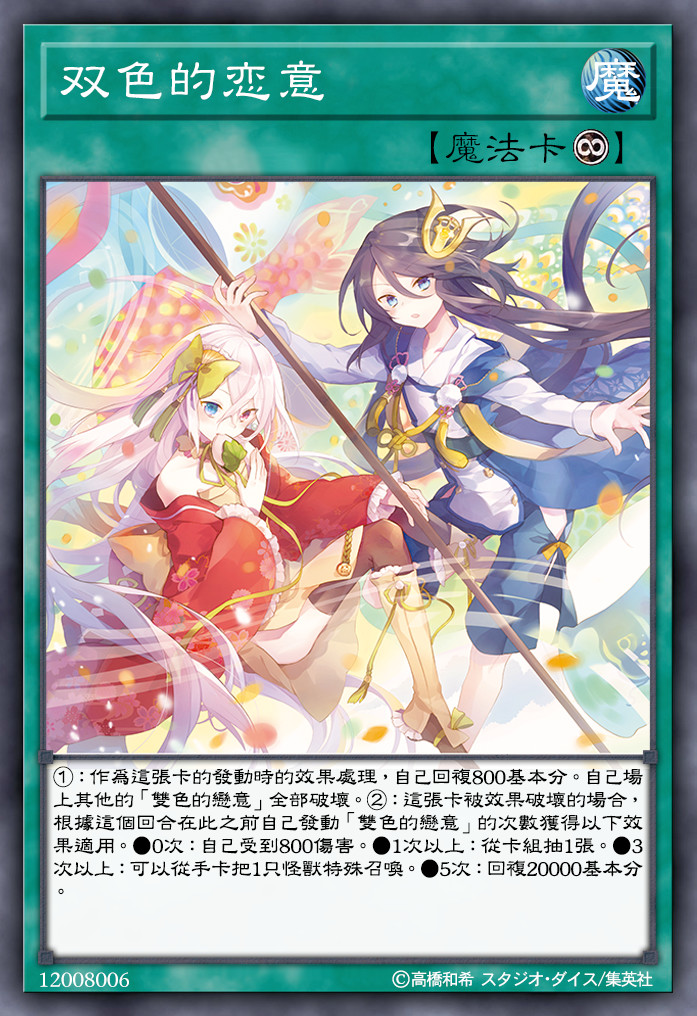 双色的恋意
魔
【魔法卡♾】
①：作為這張卡的發動時的效果處理，自己回複800基本分。自己場
上其他的「雙色的戀意」全部破壞。②：這張卡被效果破壞的場合，
根據這個回合在此之前自己發動「雙色的戀意」的次數獲得以下效
果適用。●0次：自己受到800傷害。●1次以上：從卡組抽1張。●3
次以上：可以從手卡把1只怪獸特殊召喚。●5次：回複20000基本分
。
12008006
©高橋和希 スタジオ・ダイス/集英社